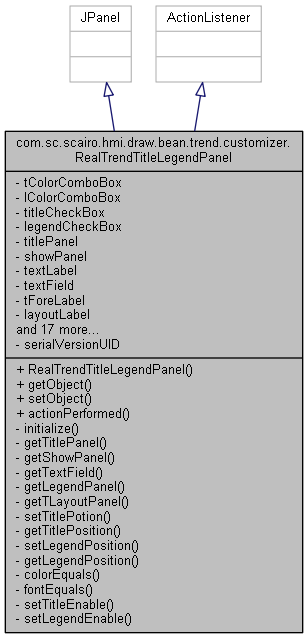 JPanel
ActionListener
com.sc.scairo.hmi.draw.bean.trend.customizer.
RealTrendTitleLegendPanel
- tColorComboBox
- lColorComboBox
- titleCheckBox
- legendCheckBox
- titlePanel
- showPanel
- textLabel
- textField
- tForeLabel
- layoutLabel
and 17 more...
- serialVersionUID
+ RealTrendTitleLegendPanel()
+ getObject()
+ setObject()
+ actionPerformed()
- initialize()
- getTitlePanel()
- getShowPanel()
- getTextField()
- getLegendPanel()
- getTLayoutPanel()
- setTitlePotion()
- getTitlePosition()
- setLegendPosition()
- getLegendPosition()
- colorEquals()
- fontEquals()
- setTitleEnable()
- setLegendEnable()